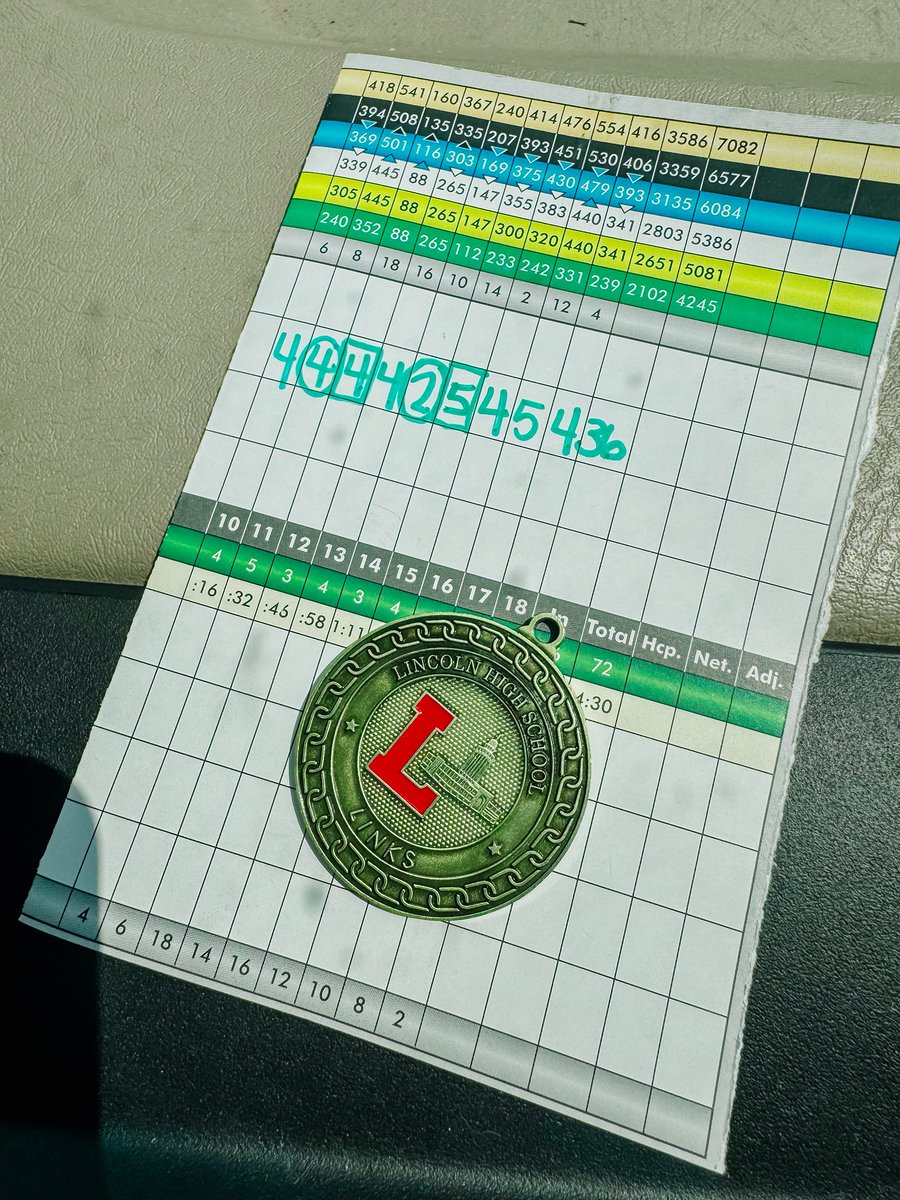 418 541 160 367 240 414 476 554 416 3586 7082
394 508 135 335 207 393 451 530 406 3359 6577
369 501 116 303 169 375 430 479 393 3135 6084
339 445 88 265 147 355 383 440 341 2803 5386
305 445 88 265 147 300 320 440 341 2651 5081
240 352 88 265 112 233 242 331 239 2102 4245
6 8 18 16 10 14 2 12 4
4 4 4 4 2 5 4 5 4 36
10 11 12 13 14 15 16 17 18 Total Hcp. Net. Adj.
4 5 3 4 3 4 72
:16 :32 :46 :58 1:11 4:30
LINCOLN HIGH SCHOOL
L
LINKS
4 6 18 14 16 12 10 8 2